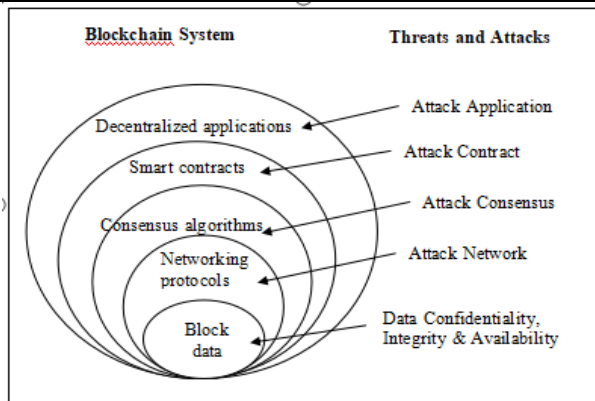 Blockchain System
Threats and Attacks
Decentralized applications
Attack Application
Smart contracts
Attack Contract
Consensus algorithms
Attack Consensus
Networking
protocols
Attack Network
Block
data
Data Confidentiality,
Integrity & Availability